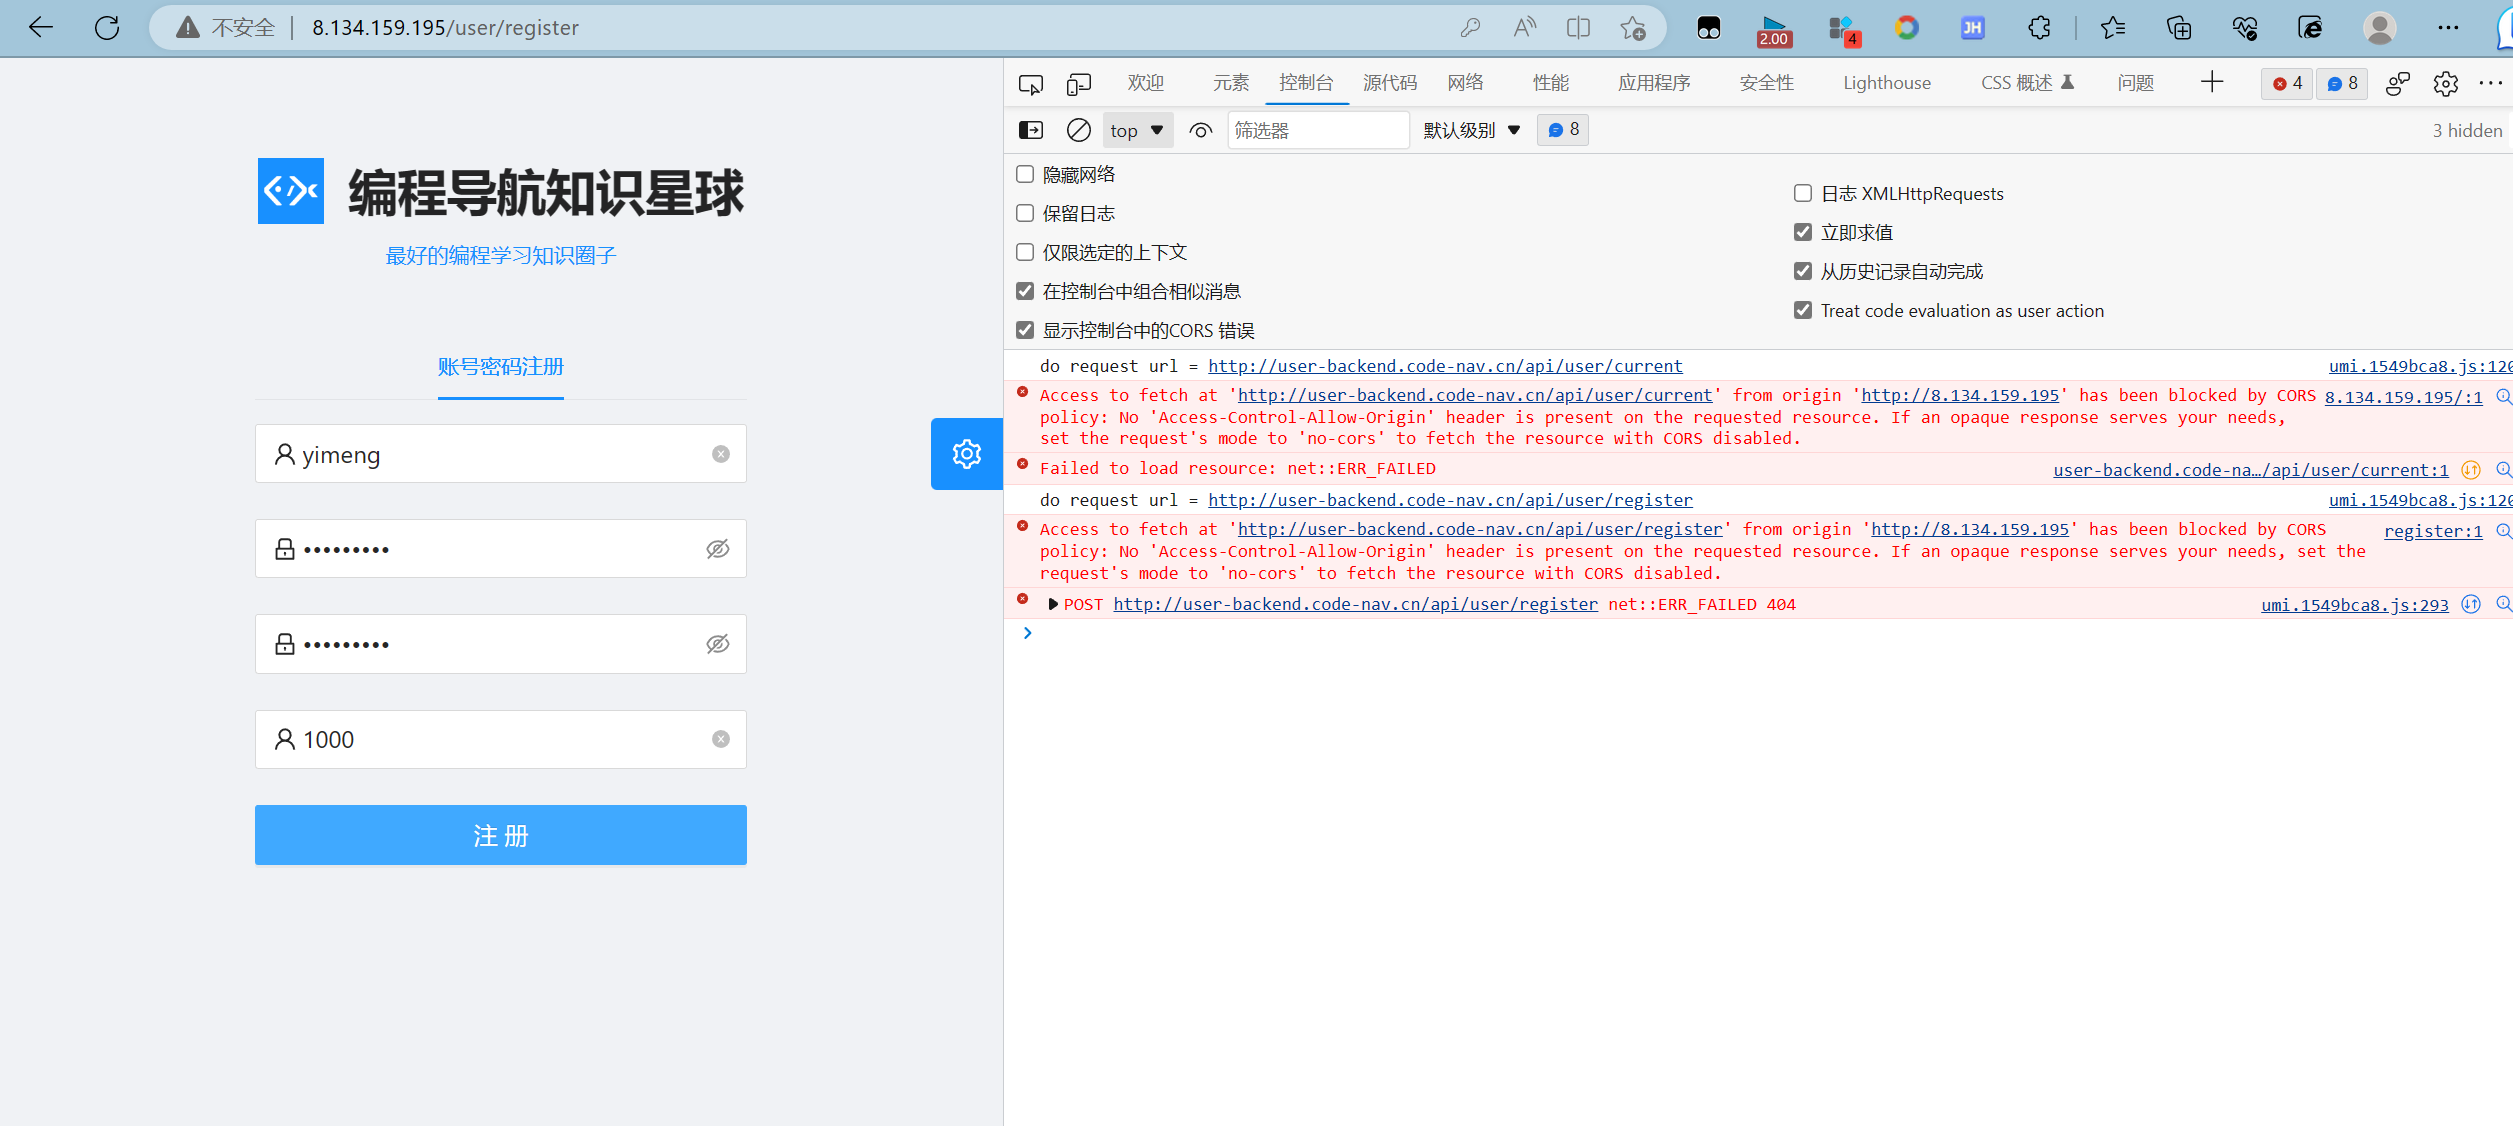 不安全 8.134.159.195/user/register
2.00
4
JH
编程导航知识星球
最好的编程学习知识圈子
账号密码注册
yimeng
•••••••••
•••••••••
1000
注 册
欢迎 元素 控制台 源代码 网络 性能 应用程序 安全性 Lighthouse CSS 概述 问题 4 8
top 筛选器 默认级别 8 3 hidden
隐藏网络
保留日志
仅限选定的上下文
在控制台中组合相似消息
显示控制台中的CORS 错误
日志 XMLHttpRequests
立即求值
从历史记录自动完成
Treat code evaluation as user action
do request url = http://user-backend.code-nav.cn/api/user/current umi.1549bca8.js:120
Access to fetch at 'http://user-backend.code-nav.cn/api/user/current' from origin 'http://8.134.159.195' has been blocked by CORS 8.134.159.195/:1
policy: No 'Access-Control-Allow-Origin' header is present on the requested resource. If an opaque response serves your needs,
set the request's mode to 'no-cors' to fetch the resource with CORS disabled.
Failed to load resource: net::ERR_FAILED user-backend.code-na…/api/user/current:1
do request url = http://user-backend.code-nav.cn/api/user/register umi.1549bca8.js:120
Access to fetch at 'http://user-backend.code-nav.cn/api/user/register' from origin 'http://8.134.159.195' has been blocked by CORS register:1
policy: No 'Access-Control-Allow-Origin' header is present on the requested resource. If an opaque response serves your needs, set the
request's mode to 'no-cors' to fetch the resource with CORS disabled.
POST http://user-backend.code-nav.cn/api/user/register net::ERR_FAILED 404 umi.1549bca8.js:293